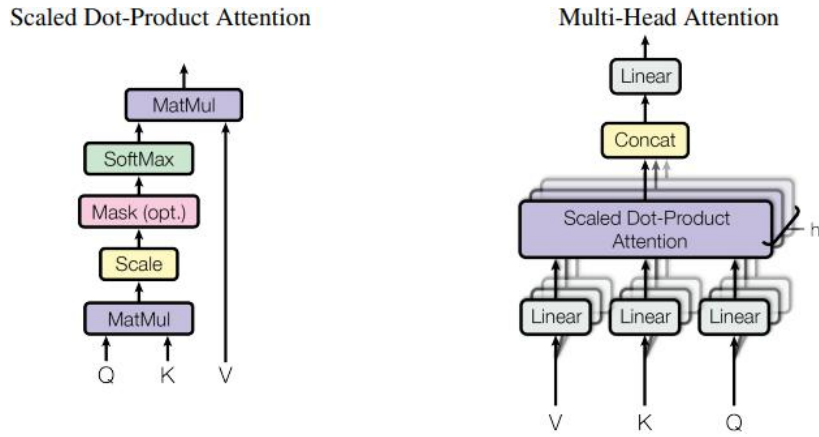 Scaled Dot-Product Attention
MatMul
SoftMax
Mask (opt.)
Scale
MatMul
Q K V
Multi-Head Attention
Linear
Concat
Scaled Dot-Product
Attention
h
Linear Linear Linear
V K Q